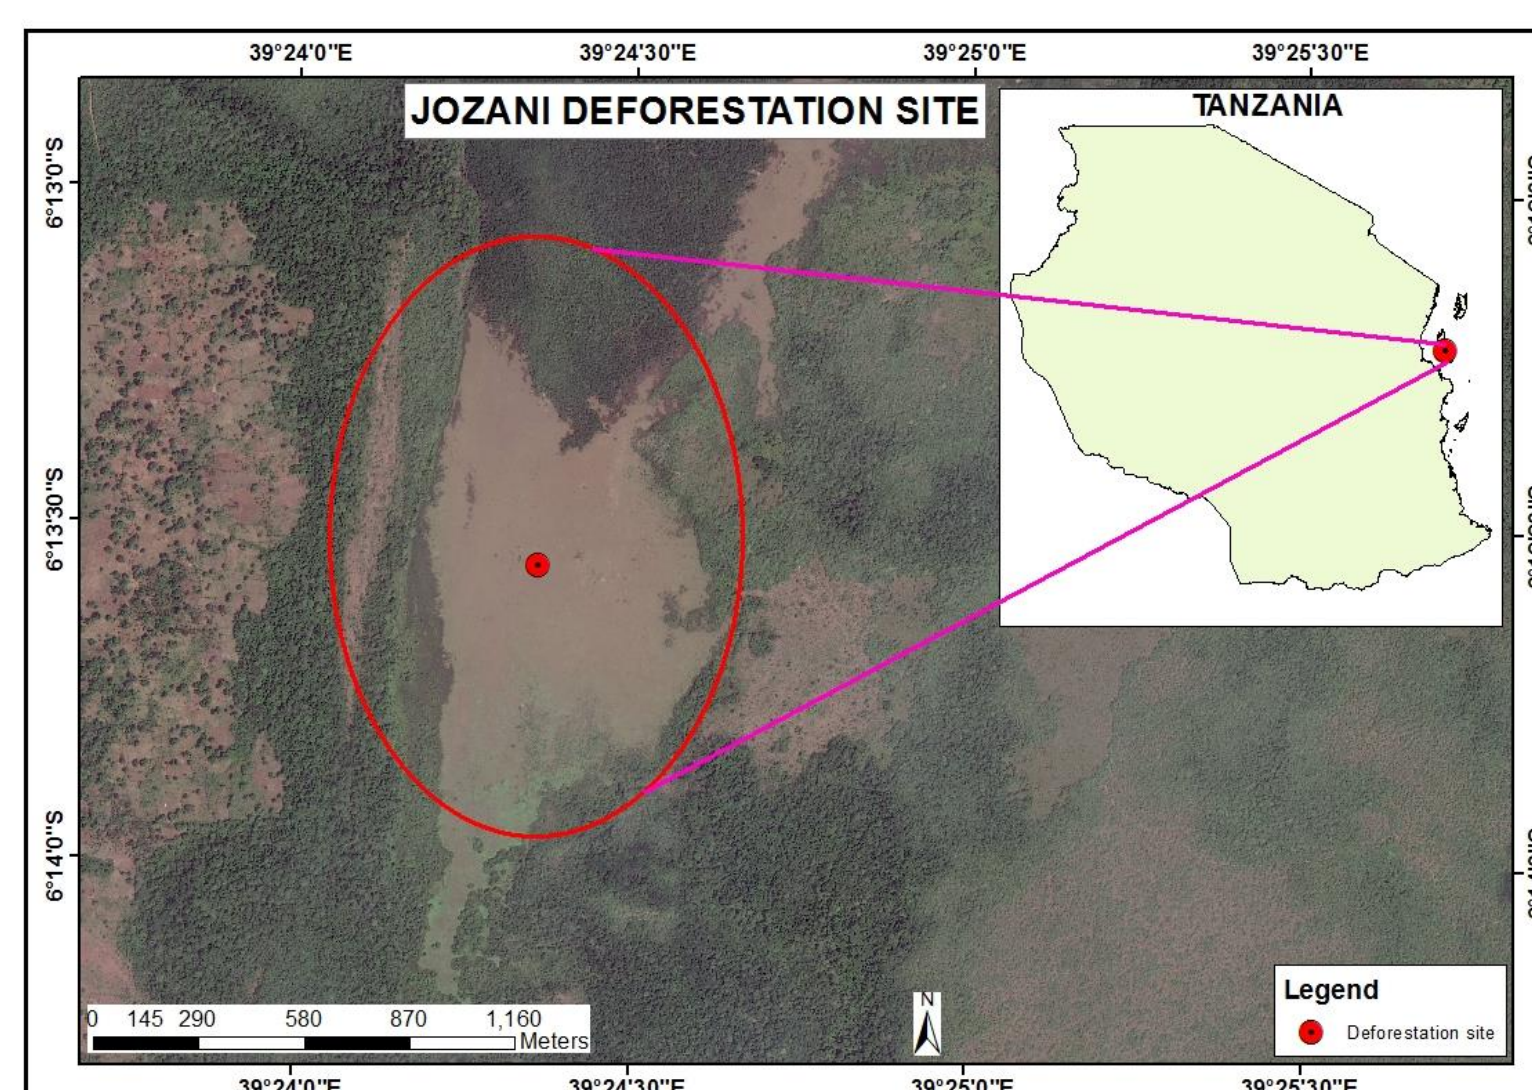 39°24'0"E 39°24'30"E 39°25'0"E 39°25'30"E
JOZANI DEFORESTATION SITE
TANZANIA
6°13'0"S
6°13'30"S
6°14'0"S
Legend
Deforestation site
N
0 145 290 580 870 1,160
Meters
39°24'0"E 39°24'30"E 39°25'0"E 39°25'30"E